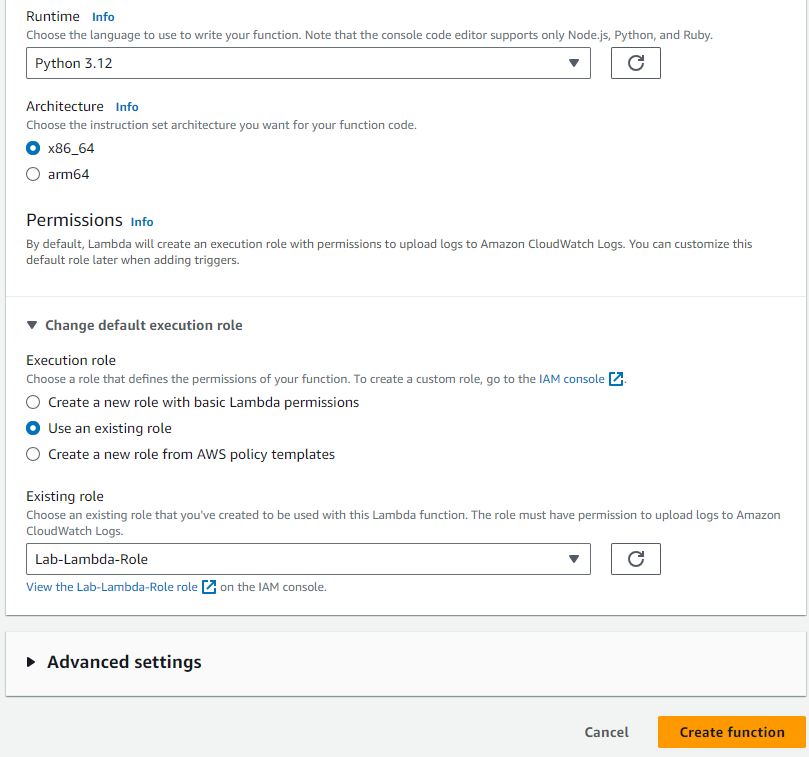 Runtime Info
Choose the language to use to write your function. Note that the console code editor supports only Node.js, Python, and Ruby.
Python 3.12
Architecture Info
Choose the instruction set architecture you want for your function code.
x86_64
arm64
Permissions Info
By default, Lambda will create an execution role with permissions to upload logs to Amazon CloudWatch Logs. You can customize this
default role later when adding triggers.
Change default execution role
Execution role
Choose a role that defines the permissions of your function. To create a custom role, go to the IAM console.
Create a new role with basic Lambda permissions
Use an existing role
Create a new role from AWS policy templates
Existing role
Choose an existing role that you've created to be used with this Lambda function. The role must have permission to upload logs to Amazon
CloudWatch Logs.
Lab-Lambda-Role
View the Lab-Lambda-Role role on the IAM console.
Advanced settings
Cancel Create function